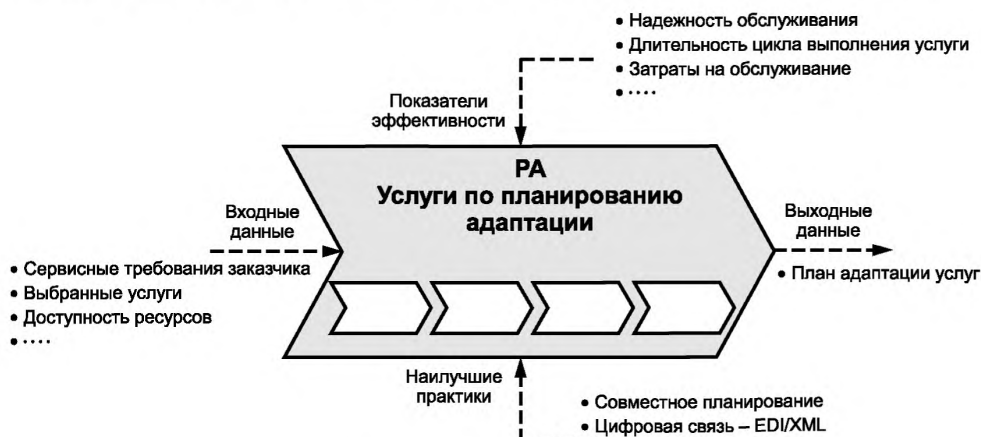 • Надежность обслуживания
• Длительность цикла выполнения услуги
• Затраты на обслуживание
• ····
Показатели
эффективности
PA
Услуги по планированию
адаптации
Входные
данные
• Сервисные требования заказчика
• Выбранные услуги
• Доступность ресурсов
• ····
Выходные
данные
• План адаптации услуг
Наилучшие
практики
• Совместное планирование
• Цифровая связь – EDI/XML